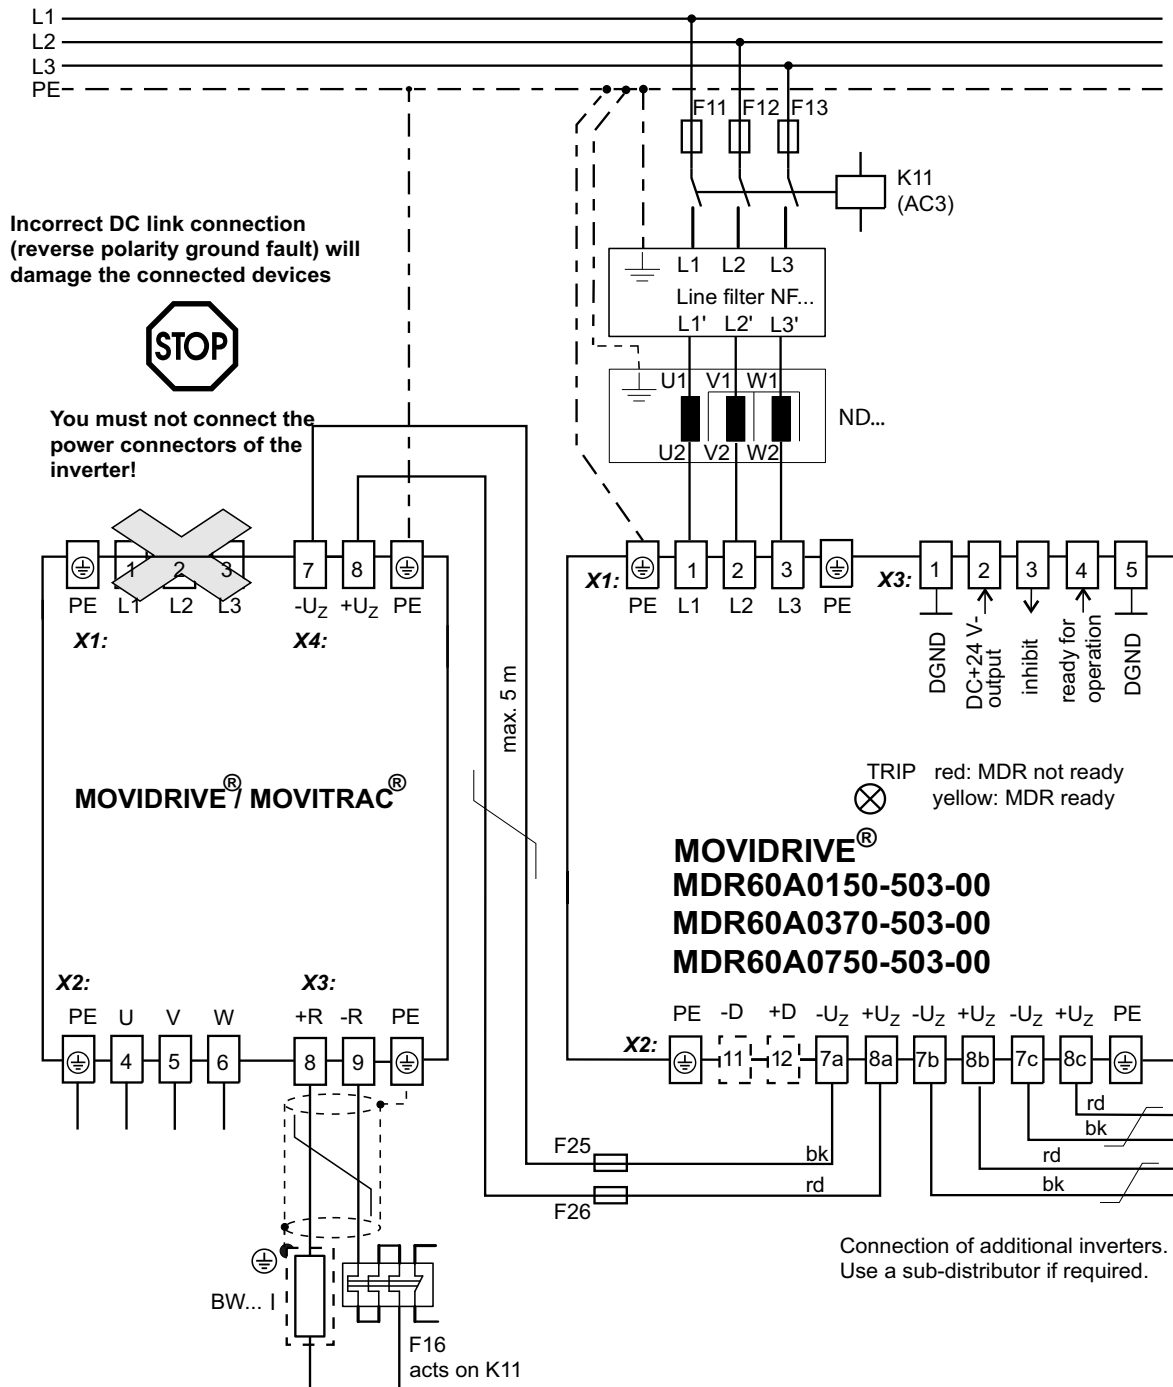 L1
L2
L3
PE
F11 F12 F13
K11
(AC3)
Incorrect DC link connection
(reverse polarity ground fault) will
damage the connected devices
STOP
You must not connect the
power connectors of the
inverter!
L1 L2 L3
Line filter NF...
L1' L2' L3'
U1 V1 W1
ND...
U2 V2 W2
1 2 3 7 8
PE L1 L2 L3 -UZ +UZ PE
X1: X4:
X1: 1 2 3
PE L1 L2 L3 PE
X3: 1 2 3 4 5
DGND
DC+24 V-
output
inhibit
ready for
operation
DGND
max. 5 m
MOVIDRIVE® / MOVITRAC®
TRIP red: MDR not ready
yellow: MDR ready
MOVIDRIVE®
MDR60A0150-503-00
MDR60A0370-503-00
MDR60A0750-503-00
X2: X3:
PE U V W +R -R PE
4 5 6 8 9
PE -D +D -UZ +UZ -UZ +UZ -UZ +UZ PE
X2: 11 12 7a 8a 7b 8b 7c 8c
rd
bk
rd
bk
F25 bk
rd
F26
Connection of additional inverters.
Use a sub-distributor if required.
BW...
F16
acts on K11